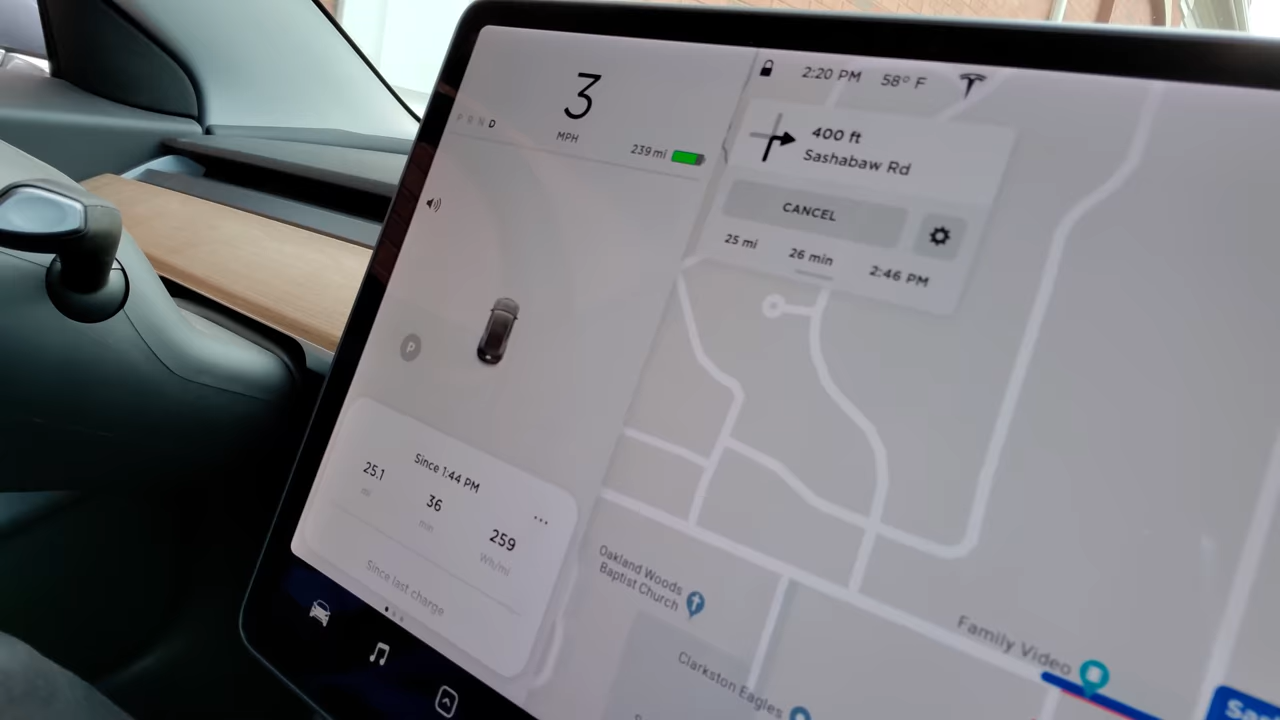 3
MPH
P R N D
239 mi
2:20 PM 58° F
400 ft
Sashabaw Rd
CANCEL
25 mi 26 min 2:46 PM
P
Since 1:44 PM
25.1 36 259
mi min Wh/mi
Since last charge
Oakland Woods
Baptist Church
Family Video
Clarkston Eagles